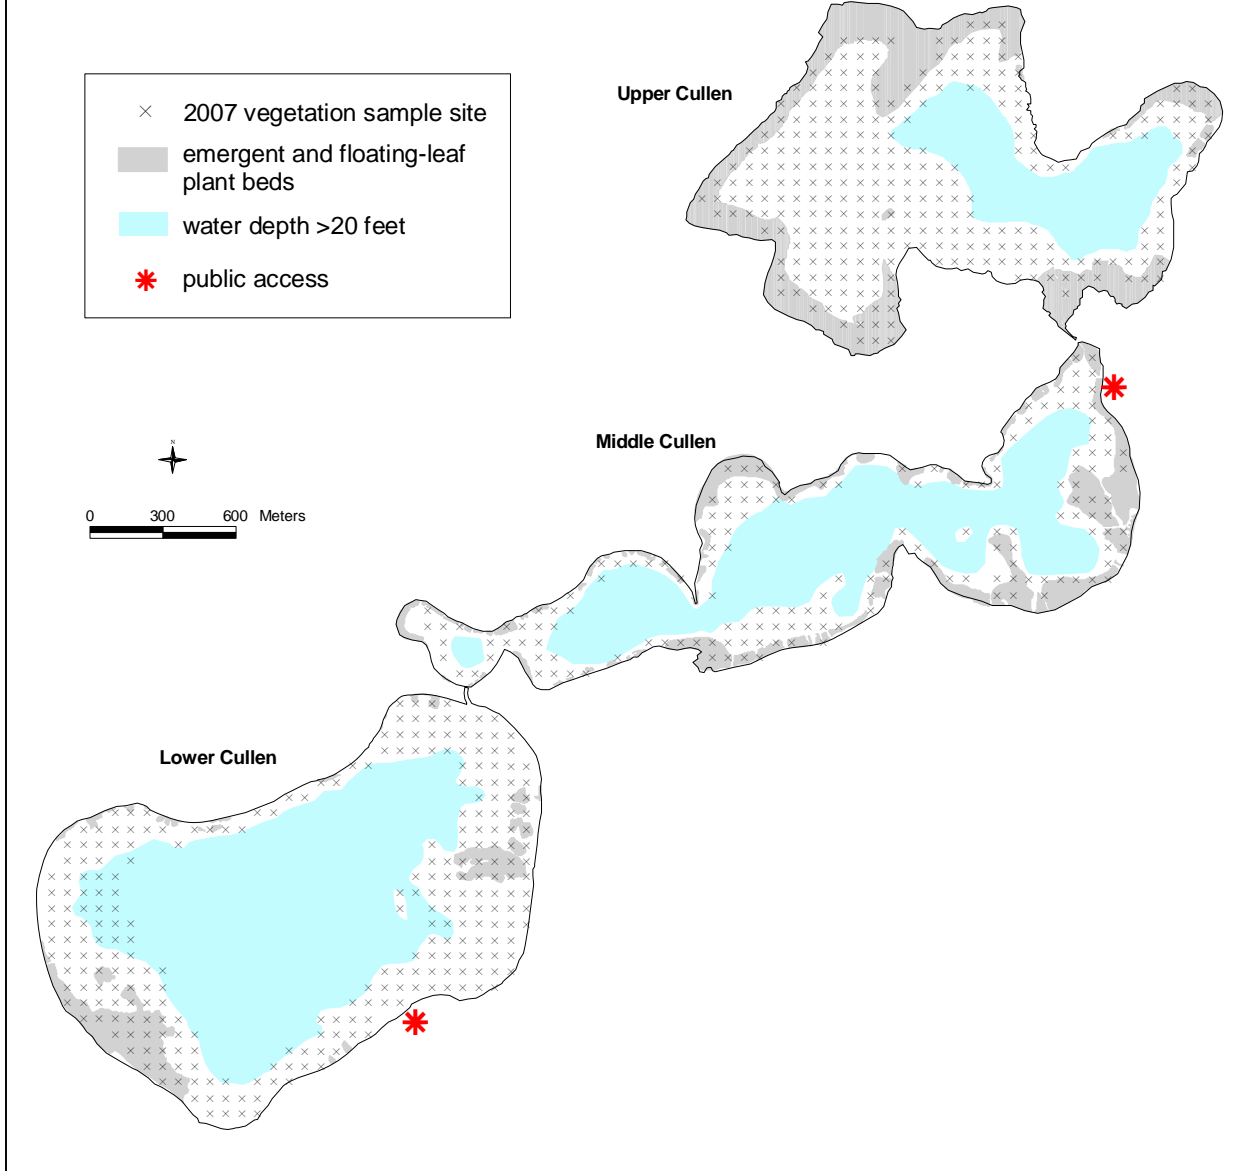 Upper Cullen
× 2007 vegetation sample site
emergent and floating-leaf
plant beds
water depth >20 feet
public access
N
Middle Cullen
0 300 600 Meters
Lower Cullen